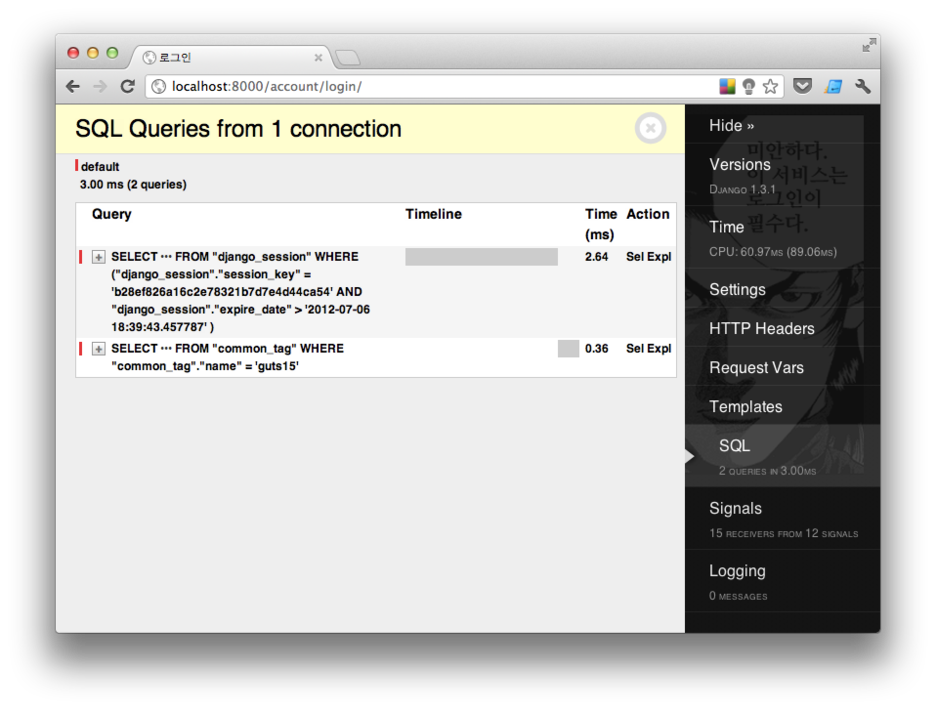 로그인
localhost:8000/account/login/
SQL Queries from 1 connection
default
3.00 ms (2 queries)
Query Timeline Time (ms) Action
SELECT ••• FROM "django_session" WHERE
("django_session"."session_key" =
'b28ef826a16c2e78321b7d7e4d44ca54' AND
"django_session"."expire_date" > '2012-07-06
18:39:43.457787' )
2.64 Sel Expl
SELECT ••• FROM "common_tag" WHERE
"common_tag"."name" = 'guts15'
0.36 Sel Expl
Hide »
Versions
Django 1.3.1
Time
CPU: 60.97ms (89.06ms)
Settings
HTTP Headers
Request Vars
Templates
SQL
2 queries in 3.00ms
Signals
15 receivers from 12 signals
Logging
0 messages
미안하다.
이 서비스는
로그인이
필수다.